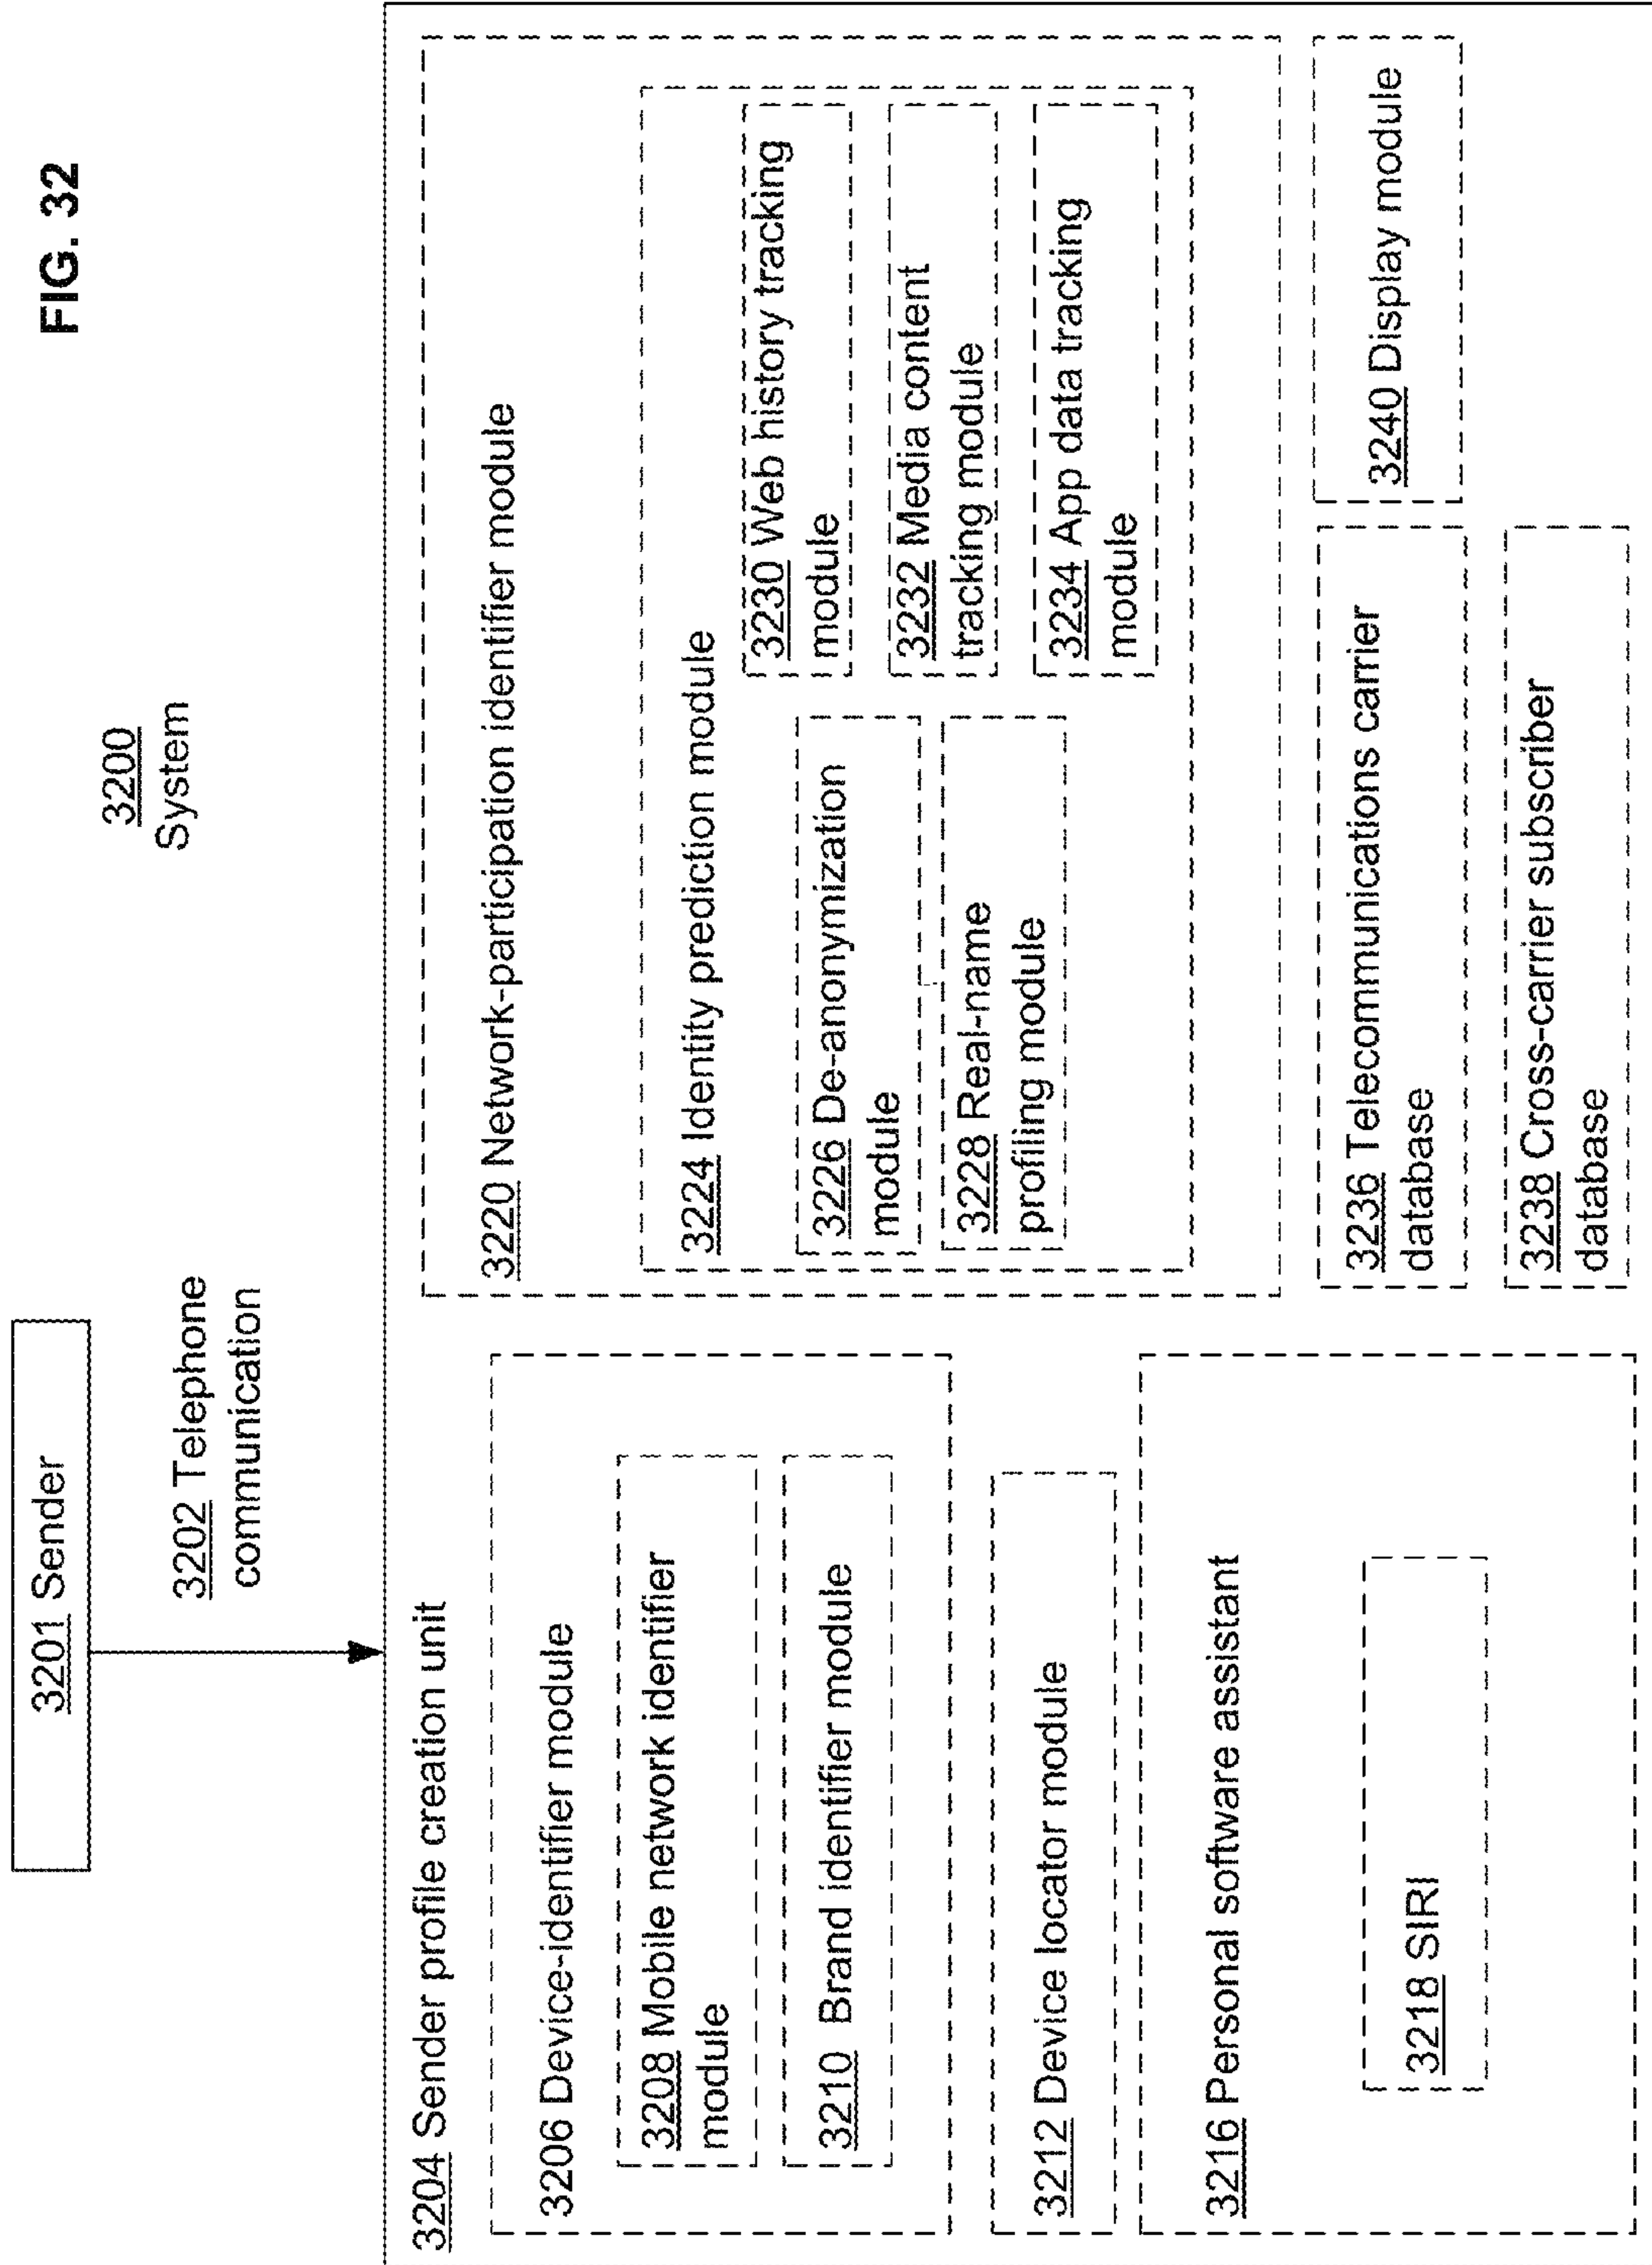 FIG. 32
3200
System
3201 Sender
3202 Telephone
communication
3204 Sender profile creation unit
3206 Device-identifier module
3208 Mobile network identifier
module
3210 Brand identifier module
3212 Device locator module
3216 Personal software assistant
3218 SIRI
3220 Network-participation identifier module
3224 Identity prediction module
3226 De-anonymization
module
3228 Real-name
profiling module
3230 Web history tracking
module
3232 Media content
tracking module
3234 App data tracking
module
3236 Telecommunications carrier
database
3238 Cross-carrier subscriber
database
3240 Display module